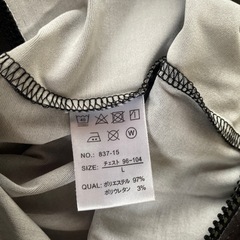 NO.: 837-15
SIZE: チェスト 96-104
L
QUAL: ポリエステル 97%
ポリウレタン 3%